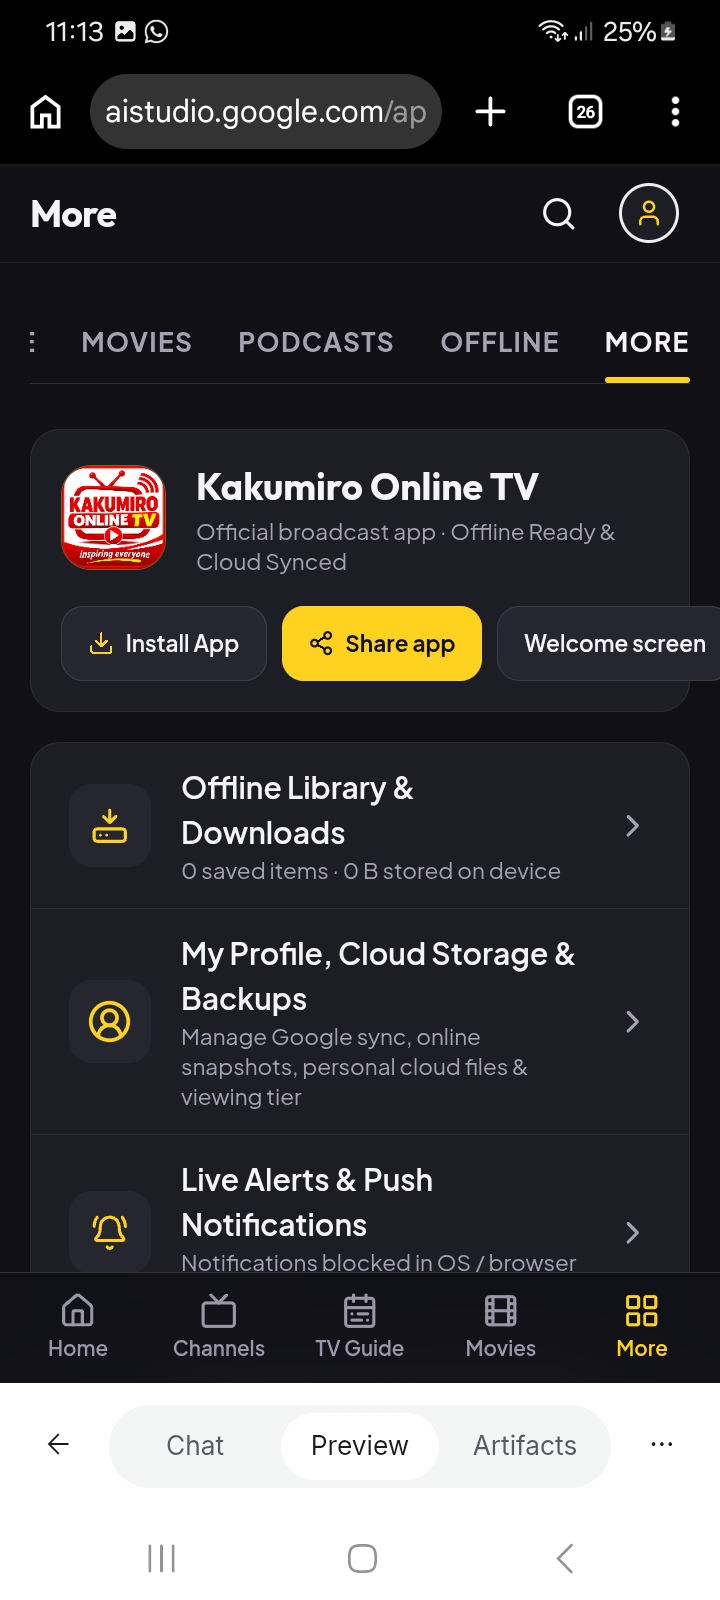 11:13
25%
aistudio.google.com/ap
26
More
MOVIES PODCASTS OFFLINE MORE
KAKUMIRO
ONLINE TV
inspiring everyone
Kakumiro Online TV
Official broadcast app · Offline Ready &
Cloud Synced
Install App
Share app
Welcome screen
Offline Library &
Downloads
0 saved items · 0 B stored on device
My Profile, Cloud Storage &
Backups
Manage Google sync, online
snapshots, personal cloud files &
viewing tier
Live Alerts & Push
Notifications
Notifications blocked in OS / browser
Home Channels TV Guide Movies More
Chat Preview Artifacts